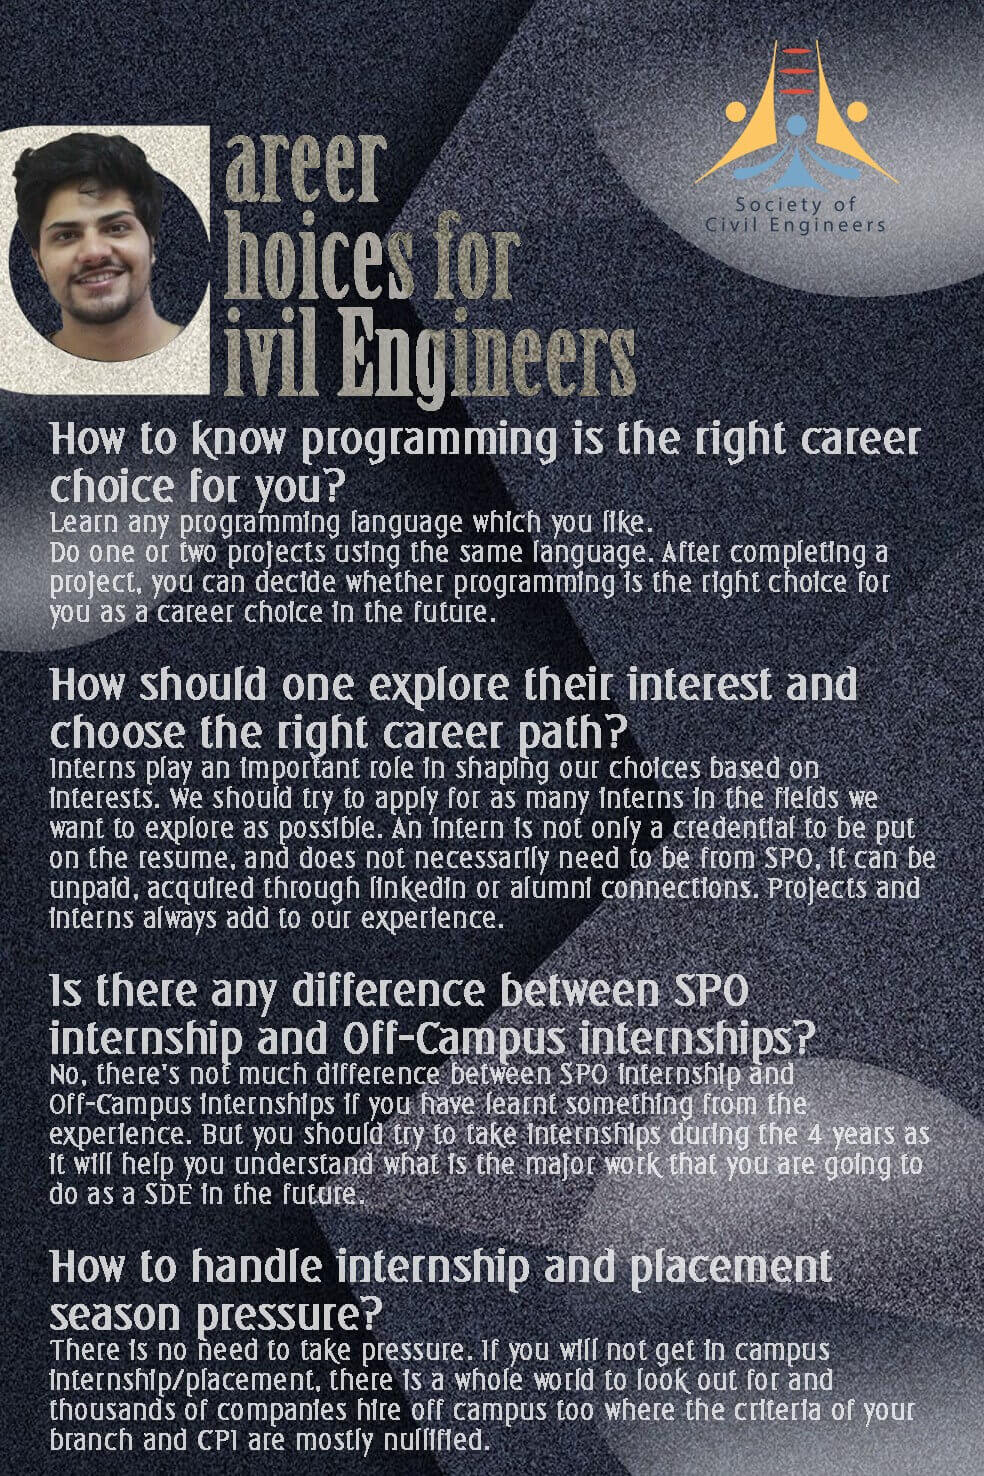 Society of
Civil Engineers
areer
hoices for
ivil Engineers
How to know programming is the right career
choice for you?
Learn any programming language which you like.
Do one or two projects using the same language. After completing a
project, you can decide whether programming is the right choice for
you as a career choice in the future.
How should one explore their interest and
choose the right career path?
Interns play an important role in shaping our choices based on
interests. We should try to apply for as many interns in the fields we
want to explore as possible. An intern is not only a credential to be put
on the resume, and does not necessarily need to be from SPO, it can be
unpaid, acquired through linkedin or alumni connections. Projects and
interns always add to our experience.
Is there any difference between SPO
internship and Off-Campus internships?
No, there's not much difference between SPO internship and
Off-Campus internships if you have learnt something from the
experience. But you should try to take internships during the 4 years as
it will help you understand what is the major work that you are going to
do as a SDE in the future.
How to handle internship and placement
season pressure?
There is no need to take pressure. If you will not get in campus
internship/placement, there is a whole world to look out for and
thousands of companies hire off campus too where the criteria of your
branch and CPI are mostly nullified.